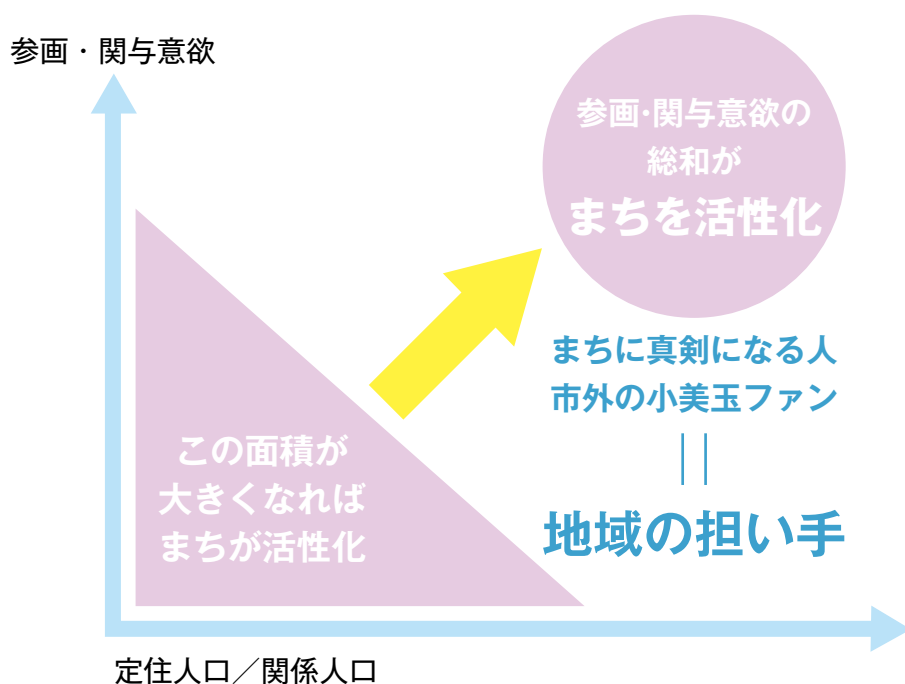 参画・関与意欲
参画・関与意欲の
総和が
まちを活性化
まちに真剣になる人
市外の小美玉ファン
地域の担い手
この面積が
大きくなれば
まちが活性化
定住人口／関係人口